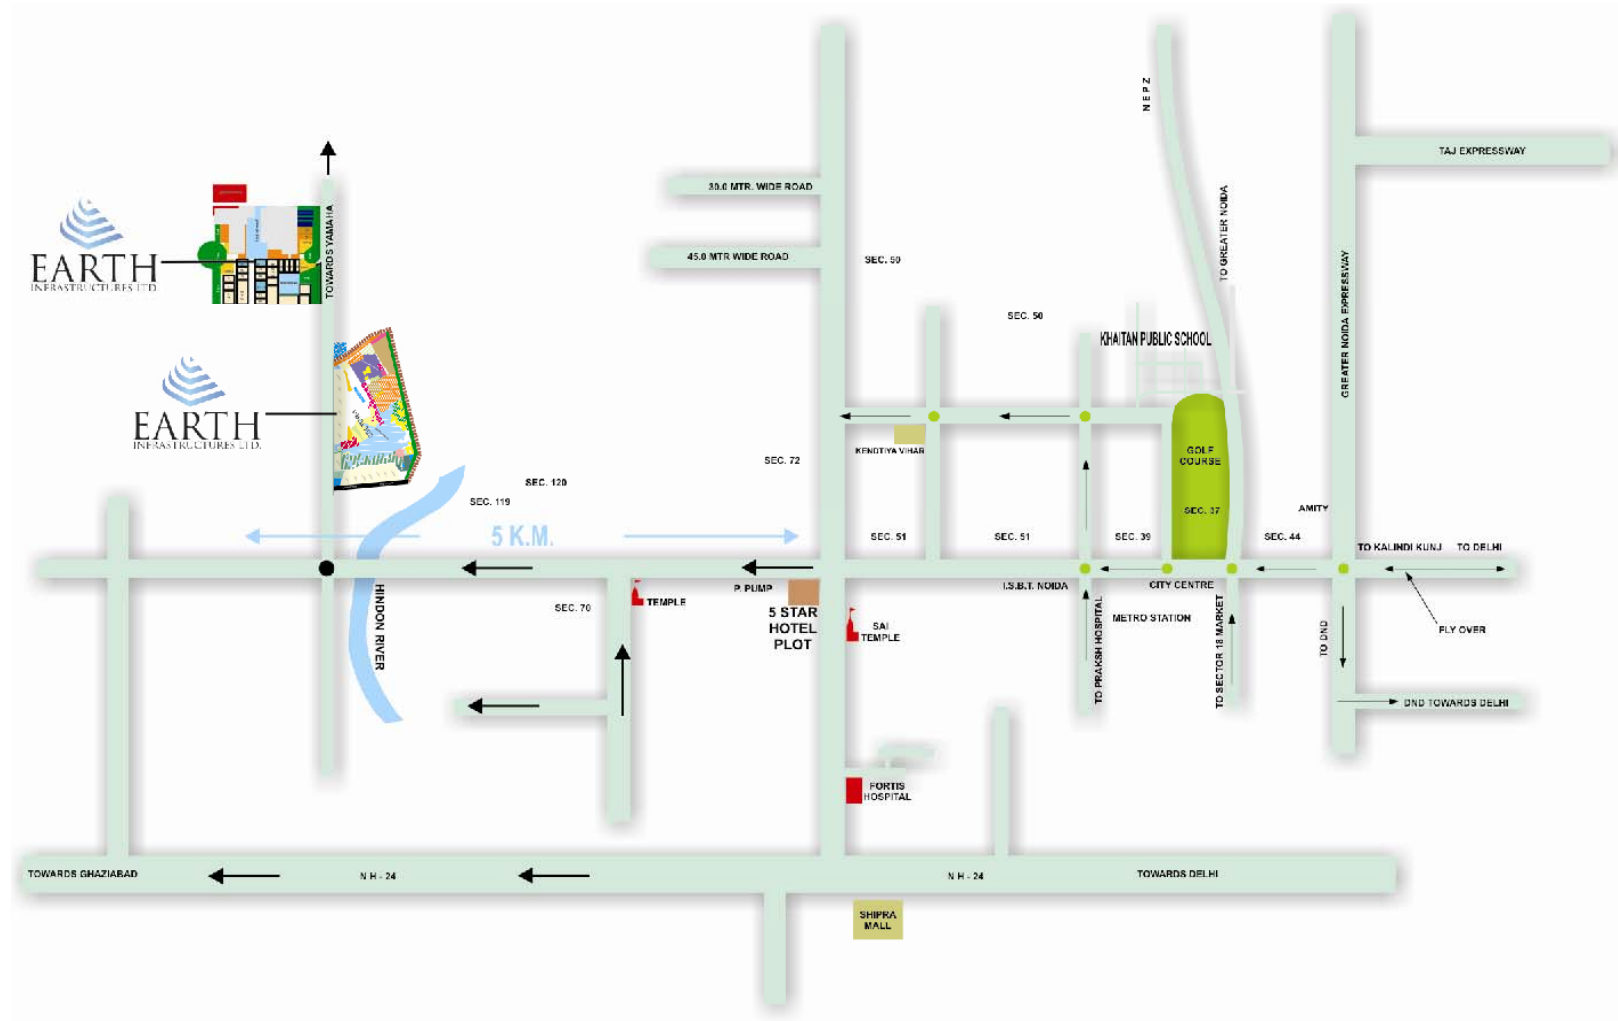 N E P Z
TAJ EXPRESSWAY
30.0 MTR. WIDE ROAD
TOWARDS YAMAHA
TO GREATER NOIDA
EARTH
INFRASTRUCTURES LTD.
45.0 MTR WIDE ROAD
SEC. 50
GREATER NOIDA EXPRESSWAY
SEC. 50
KHAITAN PUBLIC SCHOOL
EARTH
INFRASTRUCTURES LTD.
KENDTIYA VIHAR
GOLF
COURSE
SEC. 72
SEC. 120
SEC. 119
SEC. 37
AMITY
5 K.M.
SEC. 51
SEC. 51
SEC. 39
SEC. 44
TO KALINDI KUNJ
TO DELHI
P. PUMP
I.S.B.T. NOIDA
CITY CENTRE
HINDON RIVER
SEC. 70
TEMPLE
5 STAR
HOTEL
PLOT
SAI
TEMPLE
METRO STATION
TO PRAKSH HOSPITAL
TO SECTOR 18 MARKET
TO DND
FLY OVER
DND TOWARDS DELHI
FORTIS
HOSPITAL
TOWARDS GHAZIABAD
N H - 24
N H - 24
TOWARDS DELHI
SHIPRA
MALL